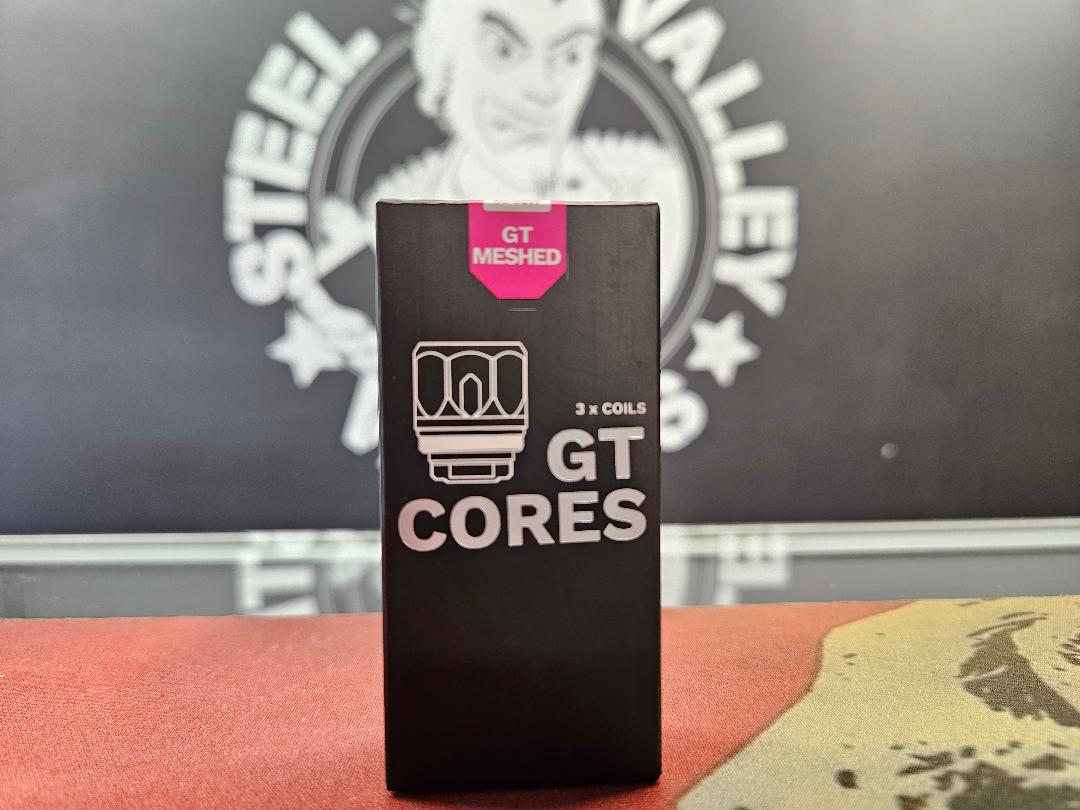 STEEL VALLEY
GT
MESHED
3 x COILS
GT
CORES